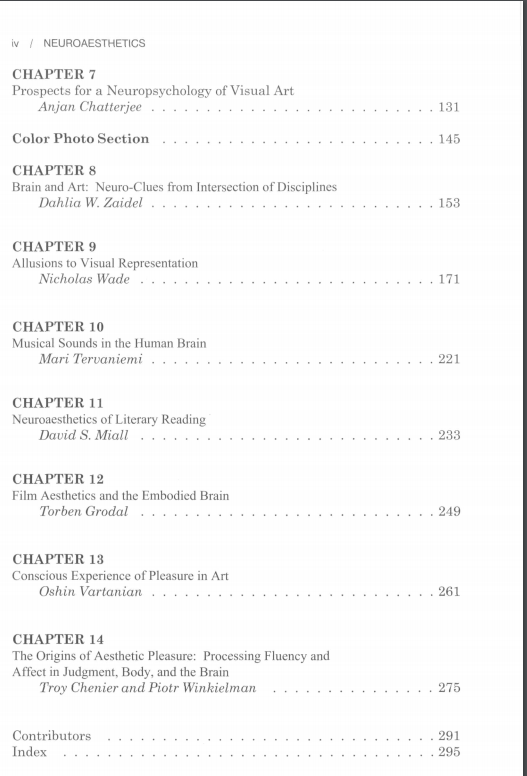 iv / NEUROAESTHETICS
CHAPTER 7
Prospects for a Neuropsychology of Visual Art
Anjan Chatterjee . . . . . . . . . . . . . . . . . . . . . . . . . . 131
Color Photo Section . . . . . . . . . . . . . . . . . . . . . . . . . 145
CHAPTER 8
Brain and Art: Neuro-Clues from Intersection of Disciplines
Dahlia W. Zaidel . . . . . . . . . . . . . . . . . . . . . . . . . . 153
CHAPTER 9
Allusions to Visual Representation
Nicholas Wade . . . . . . . . . . . . . . . . . . . . . . . . . . . 171
CHAPTER 10
Musical Sounds in the Human Brain
Mari Tervaniemi . . . . . . . . . . . . . . . . . . . . . . . . . . 221
CHAPTER 11
Neuroaesthetics of Literary Reading
David S. Miall . . . . . . . . . . . . . . . . . . . . . . . . . . . 233
CHAPTER 12
Film Aesthetics and the Embodied Brain
Torben Grodal . . . . . . . . . . . . . . . . . . . . . . . . . . . 249
CHAPTER 13
Conscious Experience of Pleasure in Art
Oshin Vartanian . . . . . . . . . . . . . . . . . . . . . . . . . . 261
CHAPTER 14
The Origins of Aesthetic Pleasure: Processing Fluency and
Affect in Judgment, Body, and the Brain
Troy Chenier and Piotr Winkielman . . . . . . . . . . . . . . . 275
Contributors . . . . . . . . . . . . . . . . . . . . . . . . . . . . . . 291
Index . . . . . . . . . . . . . . . . . . . . . . . . . . . . . . . . . . 295